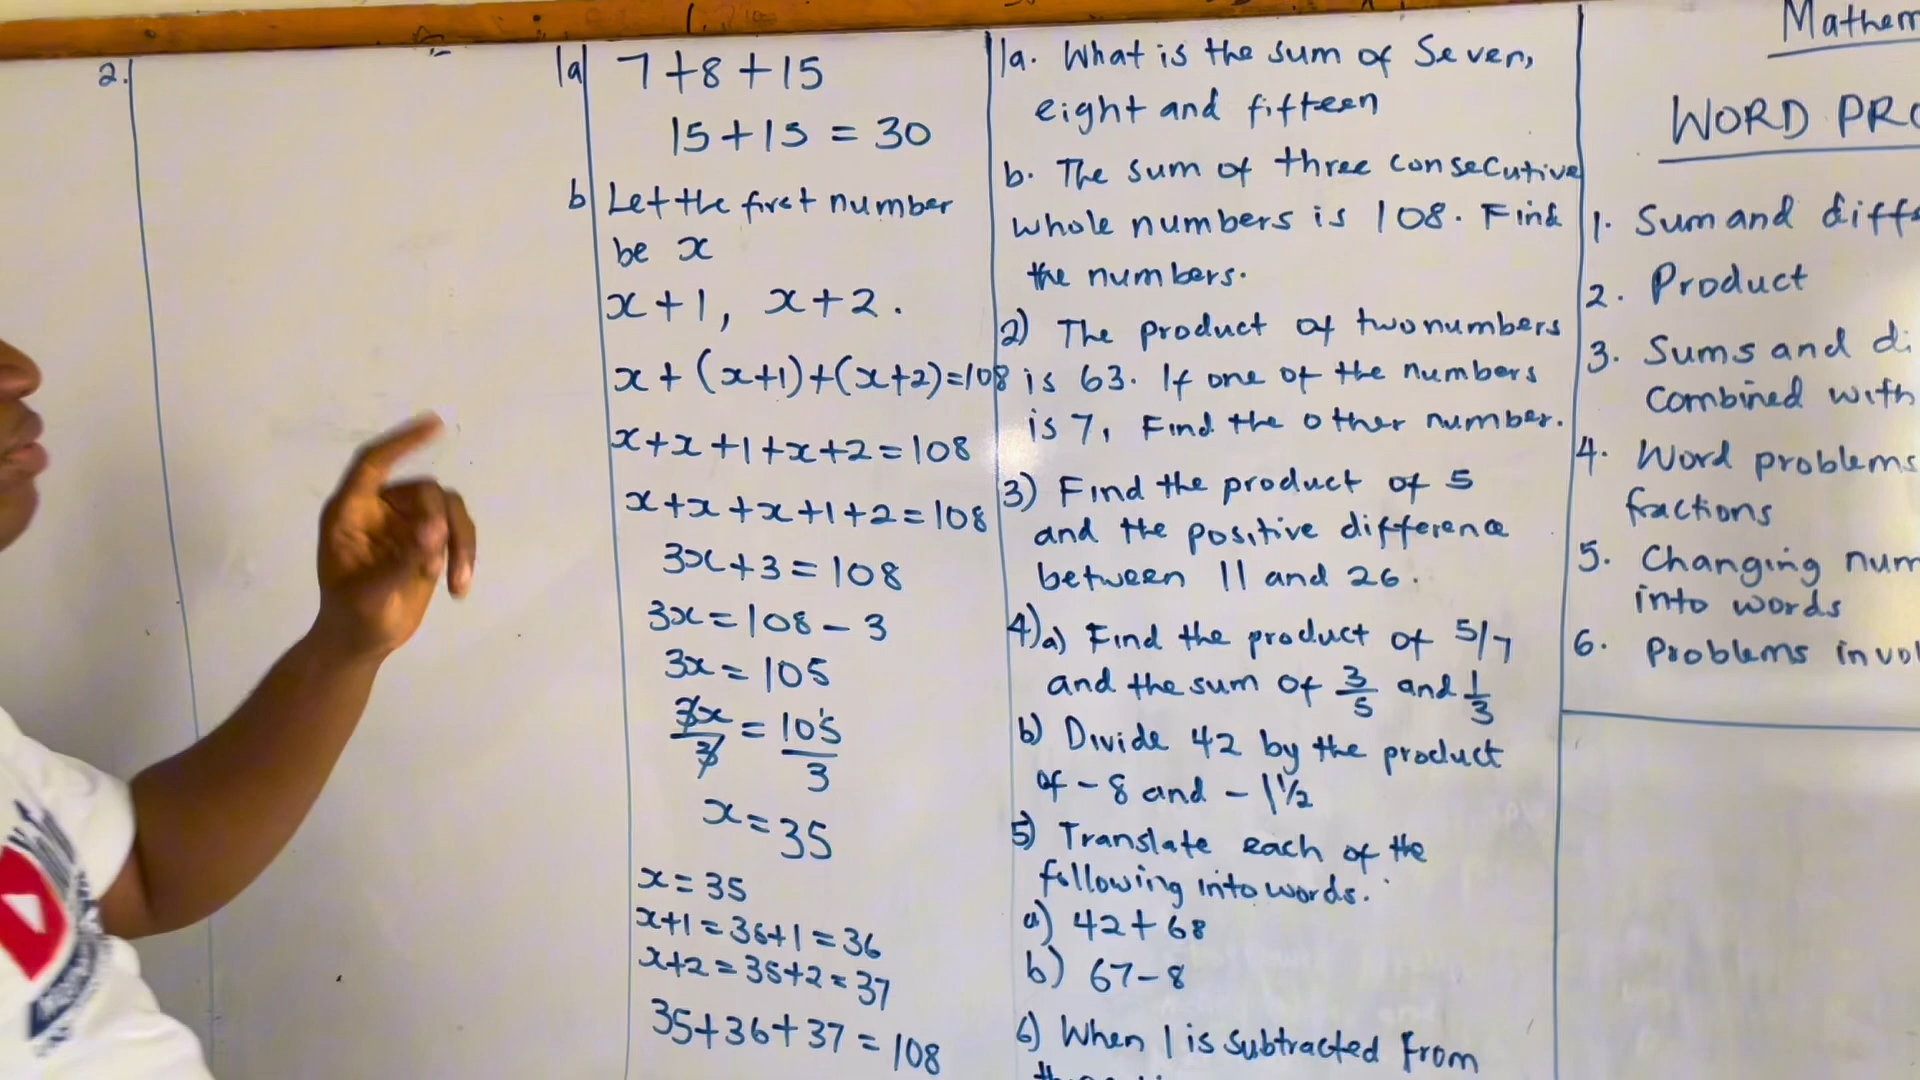 2.
1a 7+8+15
15+15 = 30
b Let the first number
be x
x+1, x+2.
x + (x+1)+(x+2)=108
x+x+1+x+2=108
x+x+x+1+2=108
3x+3=108
3x=108-3
3x=105
3x/3 = 105/3
x=35
x=35
x+1=35+1=36
x+2=35+2=37
35+36+37=108
1a. What is the sum of Seven,
eight and fifteen
b. The sum of three consecutive
whole numbers is 108. Find
the numbers.
2) The product of two numbers
is 63. If one of the numbers
is 7, Find the other number.
3) Find the product of 5
and the positive difference
between 11 and 26.
4)a) Find the product of 5/7
and the sum of 3/5 and 1/3
b) Divide 42 by the product
of -8 and -1 1/2
5) Translate each of the
following into words.
a) 42+68
b) 67-8
6) When 1 is subtracted from
Mathem
WORD PRO
1. Sum and diffe
2. Product
3. Sums and di
combined with
4. Word problems
fractions
5. Changing num
into words
6. Problems invol